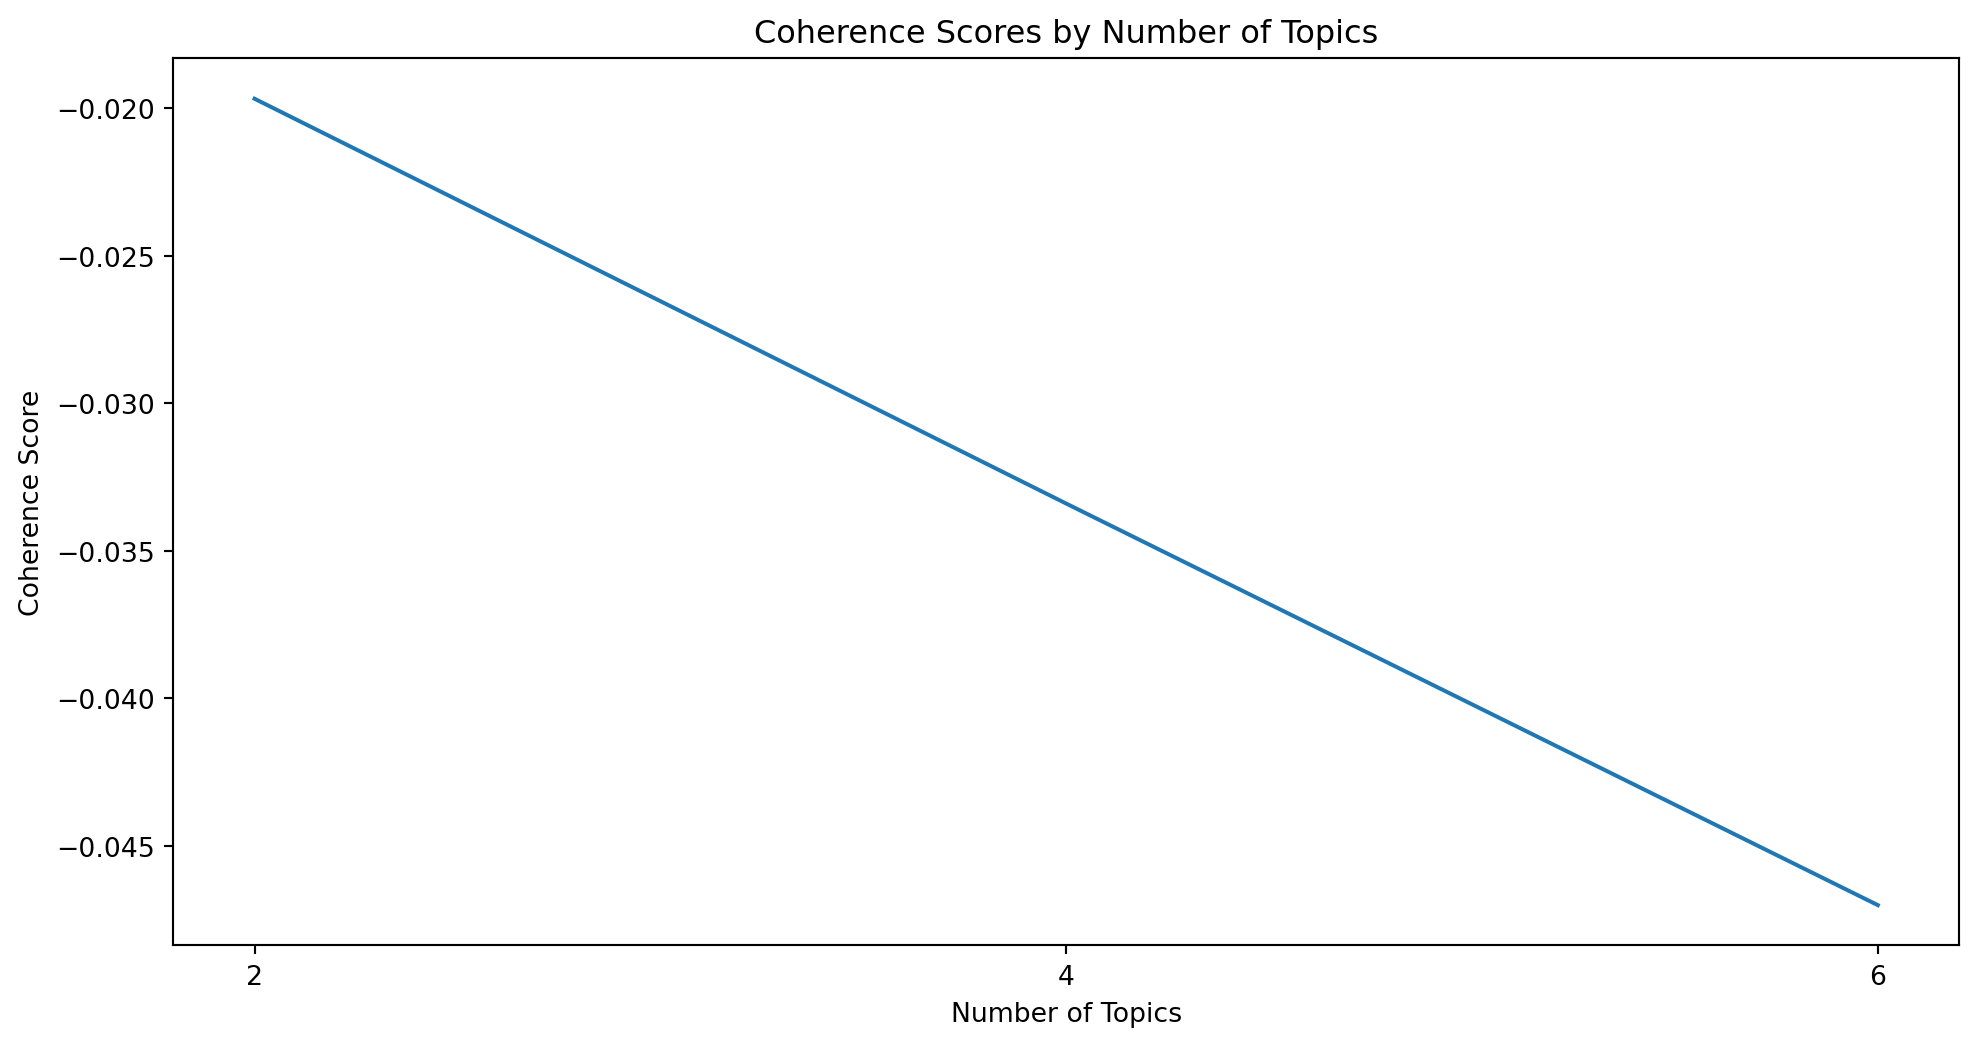 Coherence Scores by Number of Topics
−0.020
−0.025
−0.030
−0.035
−0.040
−0.045
Coherence Score
2 4 6
Number of Topics